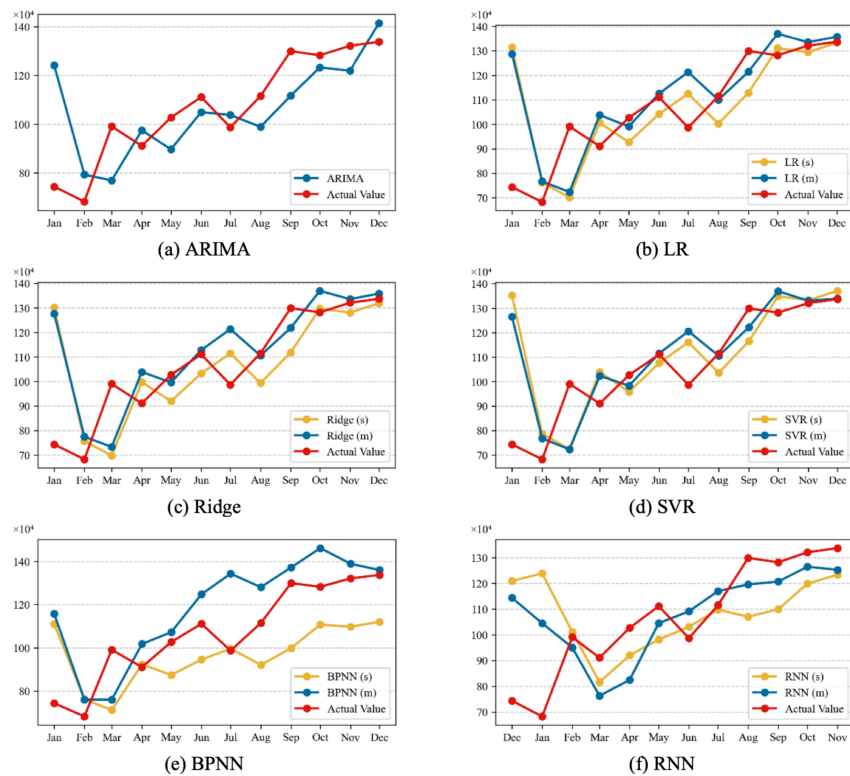 ×10⁴
140
120
100
80
ARIMA
Actual Value
Jan Feb Mar Apr May Jun Jul Aug Sep Oct Nov Dec
(a) ARIMA
×10⁴
140
130
120
110
100
90
80
70
LR (s)
LR (m)
Actual Value
Jan Feb Mar Apr May Jun Jul Aug Sep Oct Nov Dec
(b) LR
×10⁴
140
130
120
110
100
90
80
70
Ridge (s)
Ridge (m)
Actual Value
Jan Feb Mar Apr May Jun Jul Aug Sep Oct Nov Dec
(c) Ridge
×10⁴
140
130
120
110
100
90
80
70
SVR (s)
SVR (m)
Actual Value
Jan Feb Mar Apr May Jun Jul Aug Sep Oct Nov Dec
(d) SVR
×10⁴
140
120
100
80
BPNN (s)
BPNN (m)
Actual Value
Jan Feb Mar Apr May Jun Jul Aug Sep Oct Nov Dec
(e) BPNN
×10⁴
130
120
110
100
90
80
70
RNN (s)
RNN (m)
Actual Value
Dec Jan Feb Mar Apr May Jun Jul Aug Sep Oct Nov
(f) RNN